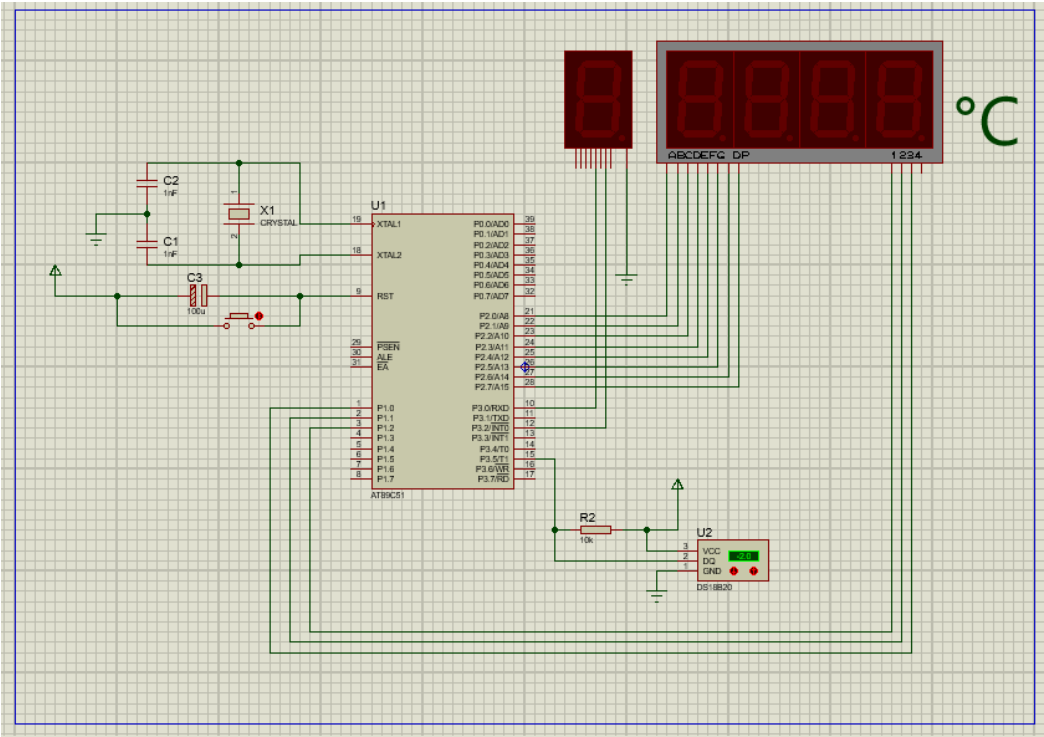 °C
ABCDEFG DP
1234
C2
1nF
X1
CRYSTAL
1
2
C1
1nF
C3
100u
U1
19
XTAL1
18
XTAL2
9
RST
29
PSEN
30
ALE
31
EA
1
P1.0
2
P1.1
3
P1.2
4
P1.3
5
P1.4
6
P1.5
7
P1.6
8
P1.7
P0.0/AD0
39
P0.1/AD1
38
P0.2/AD2
37
P0.3/AD3
36
P0.4/AD4
35
P0.5/AD5
34
P0.6/AD6
33
P0.7/AD7
32
P2.0/A8
21
P2.1/A9
22
P2.2/A10
23
P2.3/A11
24
P2.4/A12
25
P2.5/A13
26
P2.6/A14
27
P2.7/A15
28
P3.0/RXD
10
P3.1/TXD
11
P3.2/INT0
12
P3.3/INT1
13
P3.4/T0
14
P3.5/T1
15
P3.6/WR
16
P3.7/RD
17
AT89C51
R2
10k
U2
3
VCC
2
DQ
1
GND
-2.0
DS18B20